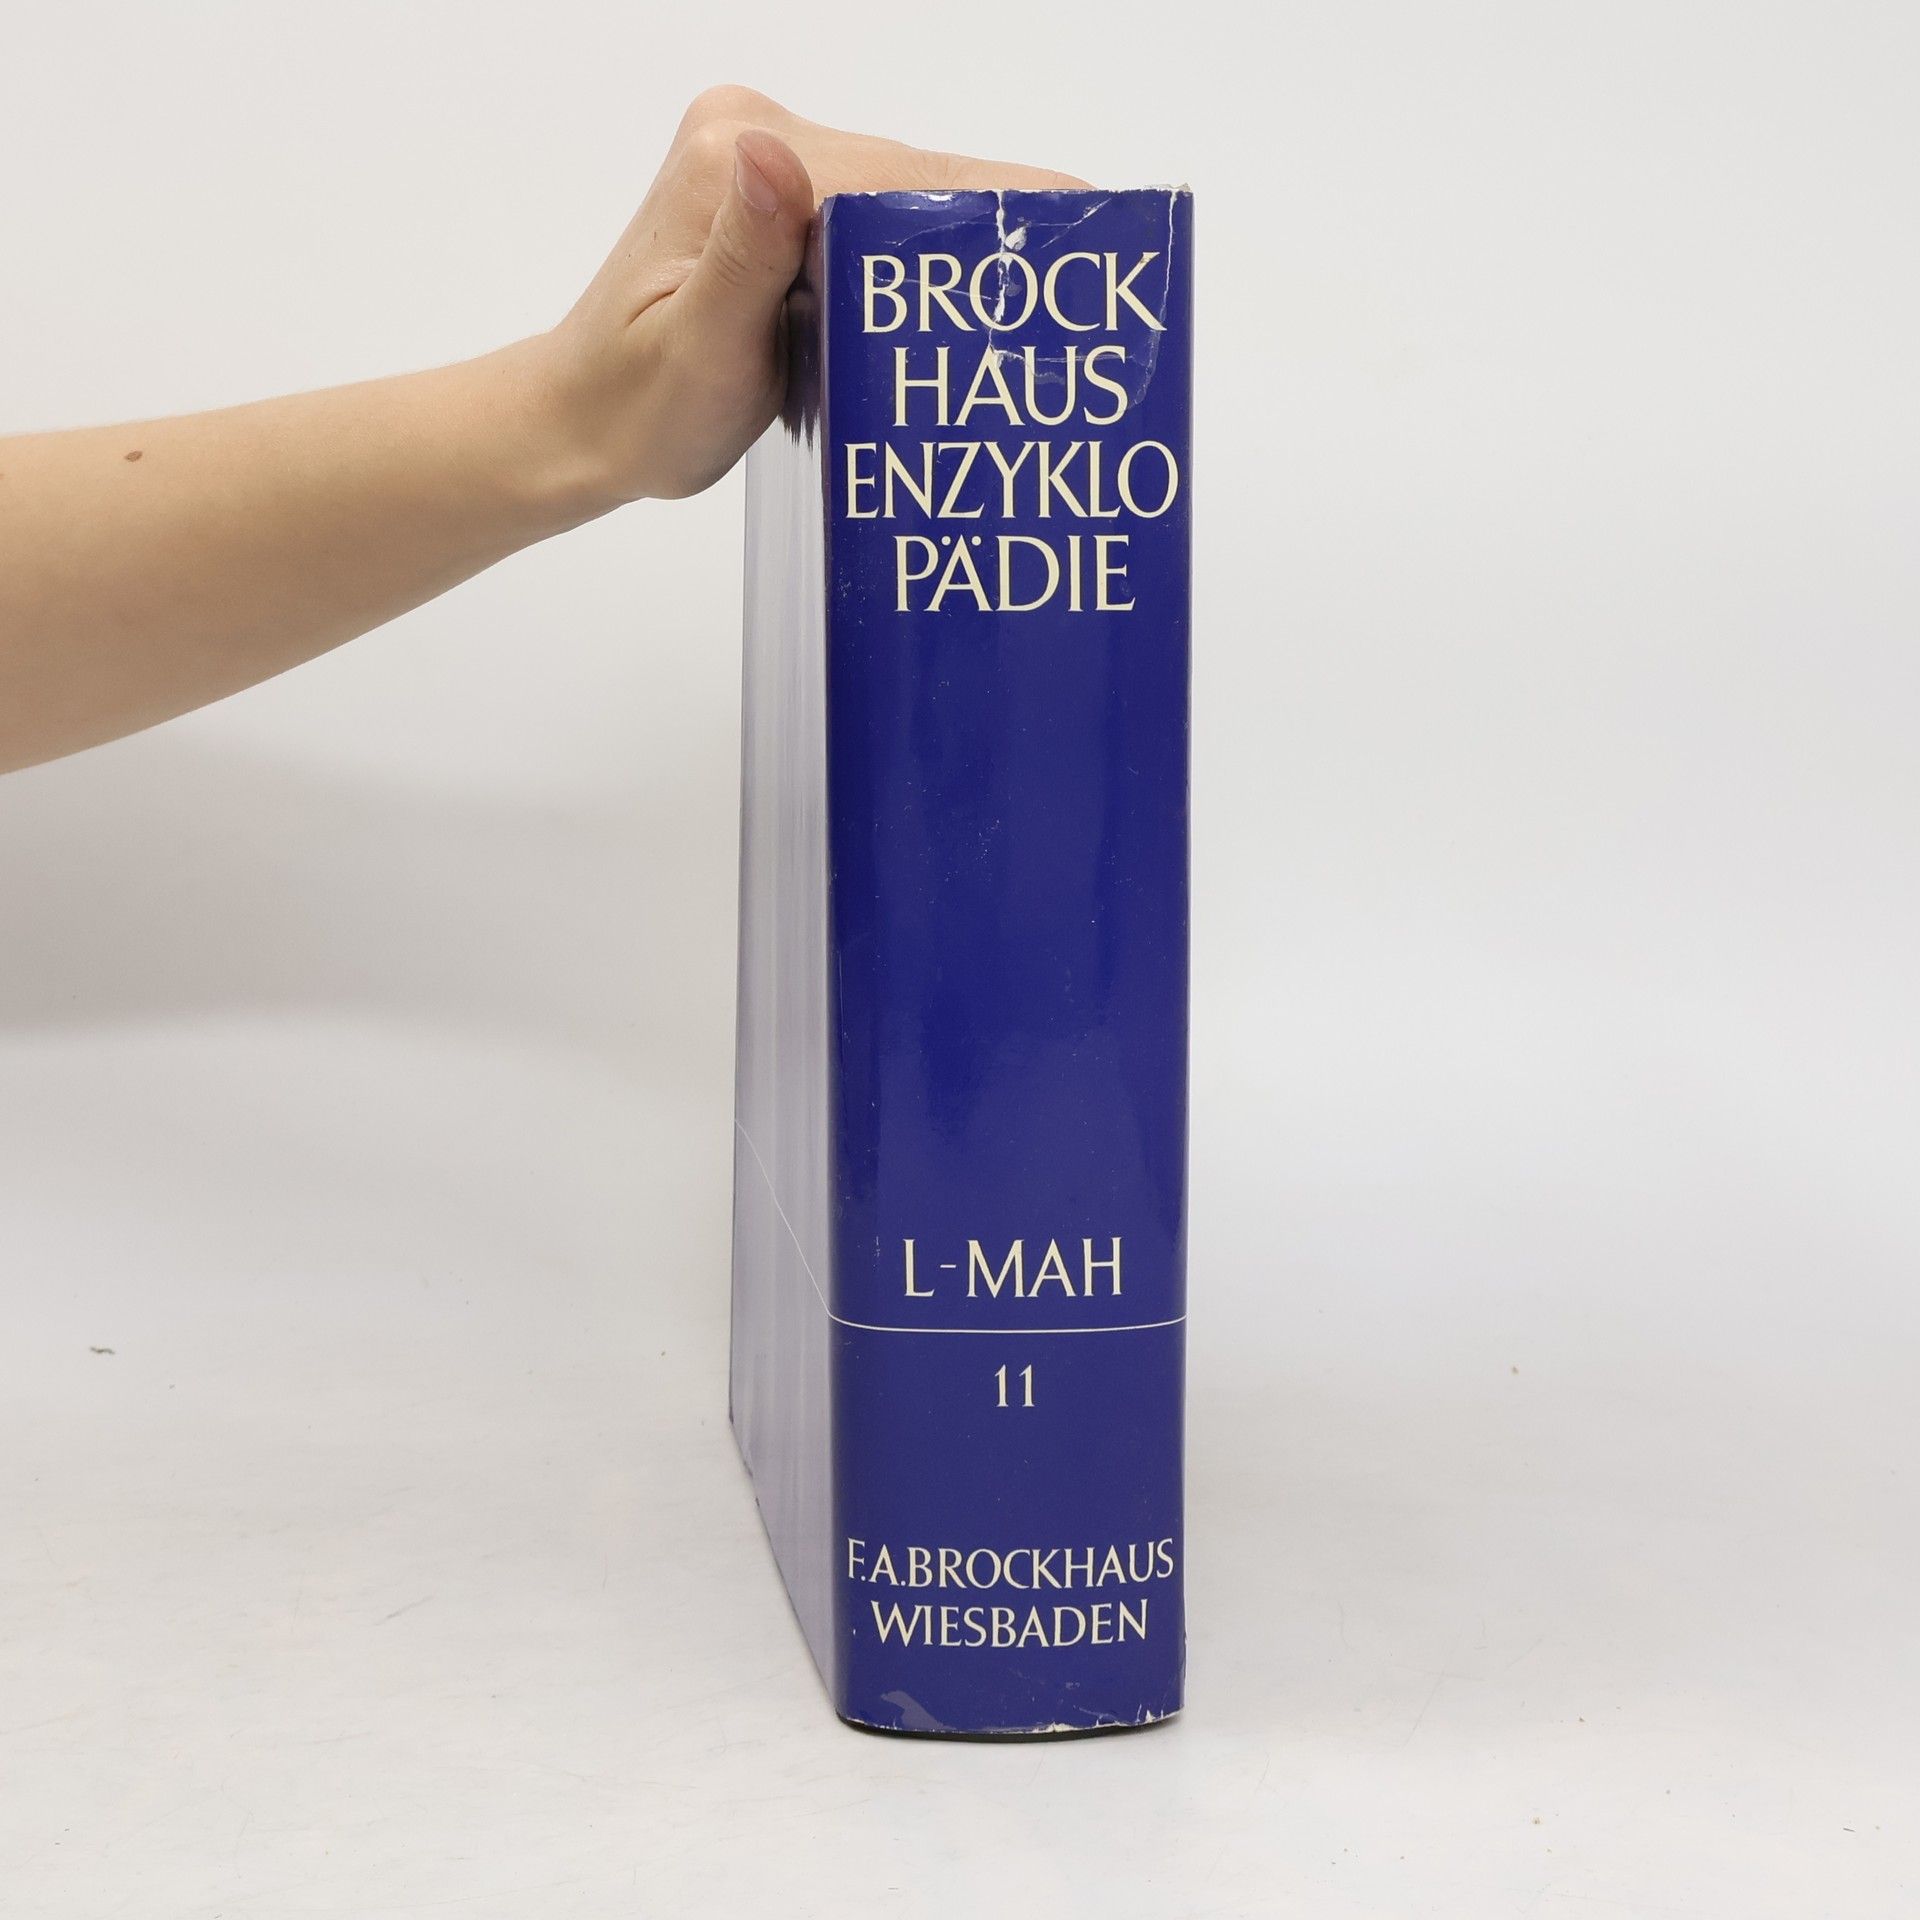 BROCK
HAUS
ENZYKLO
PÄDIE
L-MAH
11
F.A.BROCKHAUS
WIESBADEN